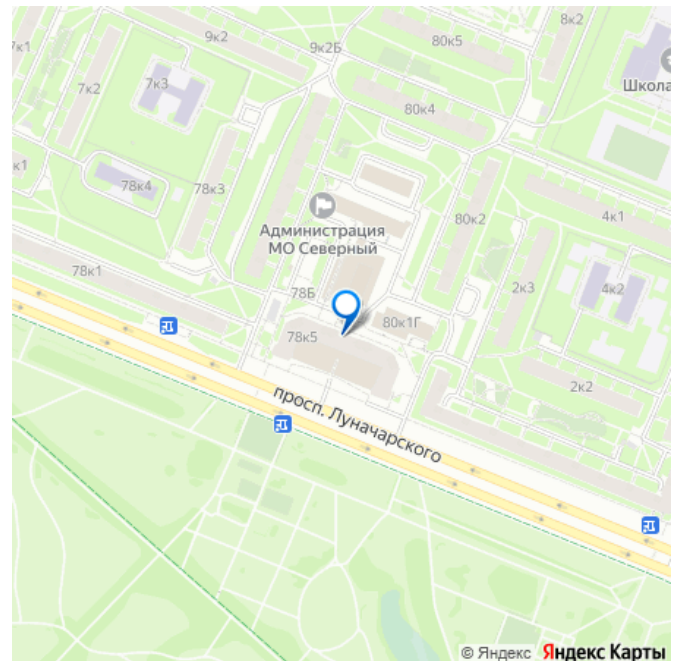 8к2
7к1
9к2
9к2Б
80к5
7к3
7к2
Школа
80к4
к1
78к4
78к3
Администрация
МО Северный
80к2
4к1
78к1
78Б
2к3
4к2
80к1Г
78к5
2к2
просп. Луначарского
© Яндекс Яндекс Карты